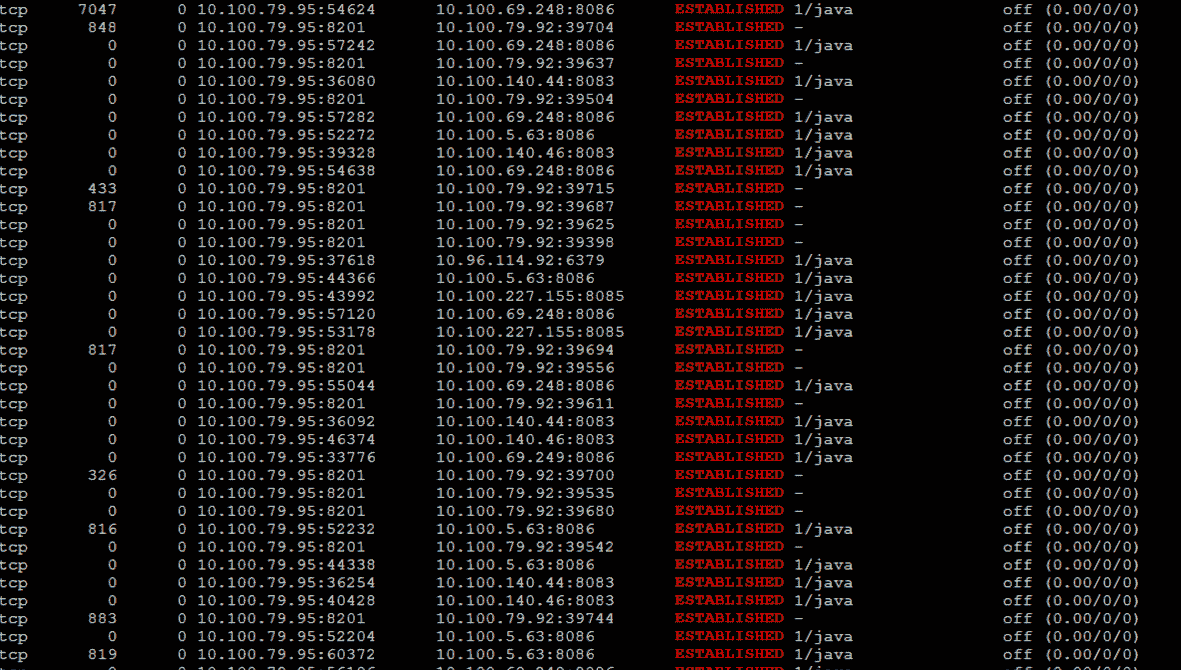 tcp 7047 0 10.100.79.95:54624 10.100.69.248:8086 ESTABLISHED 1/java off (0.00/0/0)
tcp 848 0 10.100.79.95:8201 10.100.79.92:39704 ESTABLISHED - off (0.00/0/0)
tcp 0 0 10.100.79.95:57242 10.100.69.248:8086 ESTABLISHED 1/java off (0.00/0/0)
tcp 0 0 10.100.79.95:8201 10.100.79.92:39637 ESTABLISHED - off (0.00/0/0)
tcp 0 0 10.100.79.95:36080 10.100.140.44:8083 ESTABLISHED 1/java off (0.00/0/0)
tcp 0 0 10.100.79.95:8201 10.100.79.92:39504 ESTABLISHED - off (0.00/0/0)
tcp 0 0 10.100.79.95:57282 10.100.69.248:8086 ESTABLISHED 1/java off (0.00/0/0)
tcp 0 0 10.100.79.95:52272 10.100.5.63:8086 ESTABLISHED 1/java off (0.00/0/0)
tcp 0 0 10.100.79.95:39328 10.100.140.46:8083 ESTABLISHED 1/java off (0.00/0/0)
tcp 0 0 10.100.79.95:54638 10.100.69.248:8086 ESTABLISHED 1/java off (0.00/0/0)
tcp 433 0 10.100.79.95:8201 10.100.79.92:39715 ESTABLISHED - off (0.00/0/0)
tcp 817 0 10.100.79.95:8201 10.100.79.92:39687 ESTABLISHED - off (0.00/0/0)
tcp 0 0 10.100.79.95:8201 10.100.79.92:39625 ESTABLISHED - off (0.00/0/0)
tcp 0 0 10.100.79.95:8201 10.100.79.92:39398 ESTABLISHED - off (0.00/0/0)
tcp 0 0 10.100.79.95:37618 10.96.114.92:6379 ESTABLISHED 1/java off (0.00/0/0)
tcp 0 0 10.100.79.95:44366 10.100.5.63:8086 ESTABLISHED 1/java off (0.00/0/0)
tcp 0 0 10.100.79.95:43992 10.100.227.155:8085 ESTABLISHED 1/java off (0.00/0/0)
tcp 0 0 10.100.79.95:57120 10.100.69.248:8086 ESTABLISHED 1/java off (0.00/0/0)
tcp 0 0 10.100.79.95:53178 10.100.227.155:8085 ESTABLISHED 1/java off (0.00/0/0)
tcp 817 0 10.100.79.95:8201 10.100.79.92:39694 ESTABLISHED - off (0.00/0/0)
tcp 0 0 10.100.79.95:8201 10.100.79.92:39556 ESTABLISHED - off (0.00/0/0)
tcp 0 0 10.100.79.95:55044 10.100.69.248:8086 ESTABLISHED 1/java off (0.00/0/0)
tcp 0 0 10.100.79.95:8201 10.100.79.92:39611 ESTABLISHED - off (0.00/0/0)
tcp 0 0 10.100.79.95:36092 10.100.140.44:8083 ESTABLISHED 1/java off (0.00/0/0)
tcp 0 0 10.100.79.95:46374 10.100.140.46:8083 ESTABLISHED 1/java off (0.00/0/0)
tcp 0 0 10.100.79.95:33776 10.100.69.249:8086 ESTABLISHED 1/java off (0.00/0/0)
tcp 326 0 10.100.79.95:8201 10.100.79.92:39700 ESTABLISHED - off (0.00/0/0)
tcp 0 0 10.100.79.95:8201 10.100.79.92:39535 ESTABLISHED - off (0.00/0/0)
tcp 0 0 10.100.79.95:8201 10.100.79.92:39680 ESTABLISHED - off (0.00/0/0)
tcp 816 0 10.100.79.95:52232 10.100.5.63:8086 ESTABLISHED 1/java off (0.00/0/0)
tcp 0 0 10.100.79.95:8201 10.100.79.92:39542 ESTABLISHED - off (0.00/0/0)
tcp 0 0 10.100.79.95:44338 10.100.5.63:8086 ESTABLISHED 1/java off (0.00/0/0)
tcp 0 0 10.100.79.95:36254 10.100.140.44:8083 ESTABLISHED 1/java off (0.00/0/0)
tcp 0 0 10.100.79.95:40428 10.100.140.46:8083 ESTABLISHED 1/java off (0.00/0/0)
tcp 883 0 10.100.79.95:8201 10.100.79.92:39744 ESTABLISHED - off (0.00/0/0)
tcp 0 0 10.100.79.95:52204 10.100.5.63:8086 ESTABLISHED 1/java off (0.00/0/0)
tcp 819 0 10.100.79.95:60372 10.100.5.63:8086 ESTABLISHED 1/java off (0.00/0/0)